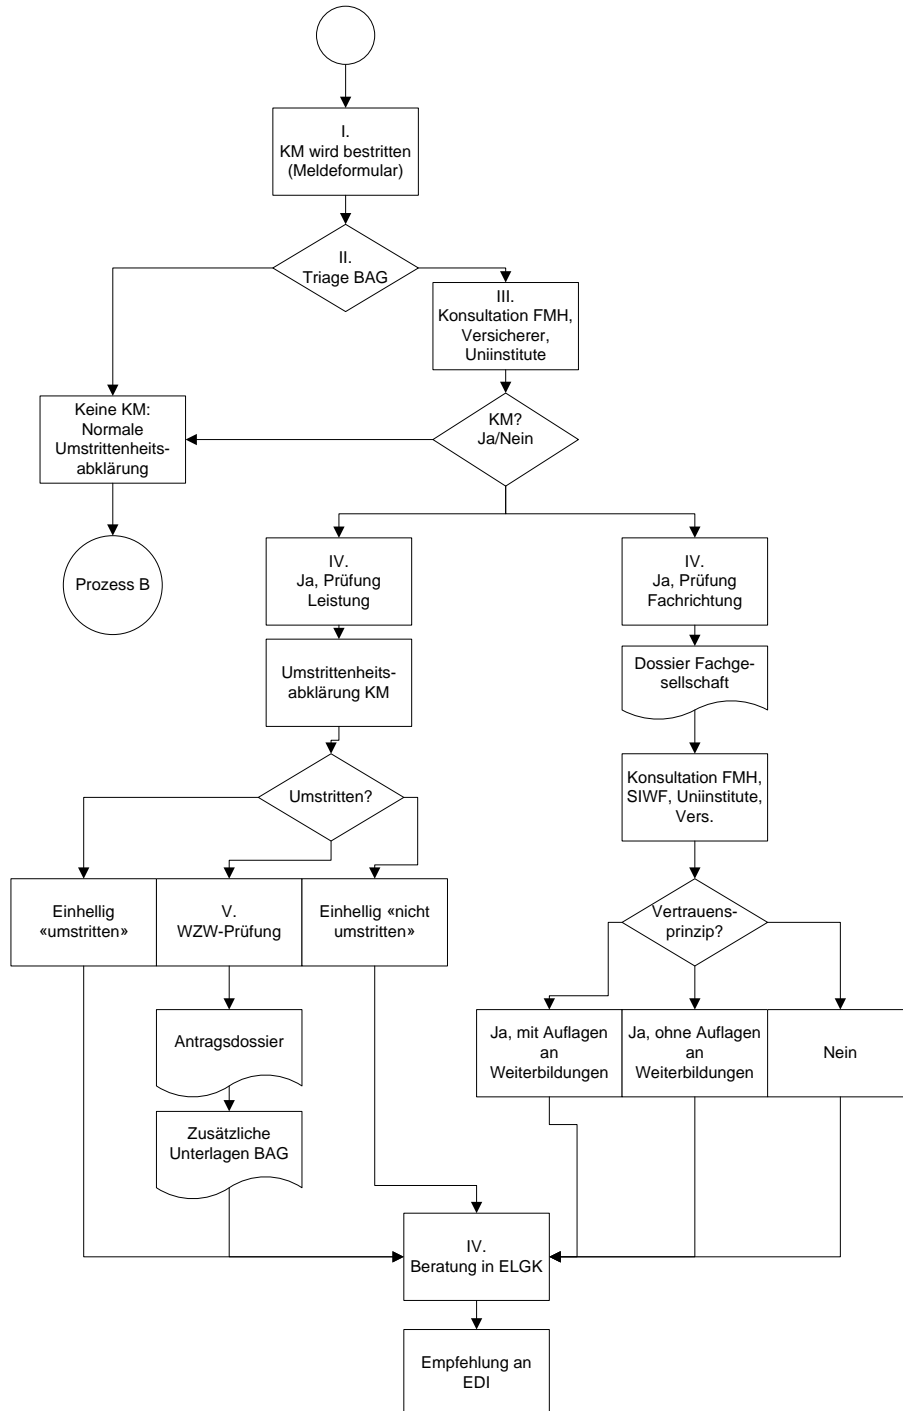 I.
KM wird bestritten
(Meldeformular)
II.
Triage BAG
III.
Konsultation FMH,
Versicherer,
Uniinstitute
Keine KM:
Normale
Umstrittenheits-
abklärung
KM?
Ja/Nein
Prozess B
IV.
Ja, Prüfung
Leistung
IV.
Ja, Prüfung
Fachrichtung
Umstrittenheits-
abklärung KM
Dossier Fachge-
sellschaft
Umstritten?
Konsultation FMH,
SIWF, Uniinstitute,
Vers.
Einhellig
«umstritten»
V.
WZW-Prüfung
Einhellig «nicht
umstritten»
Vertrauens-
prinzip?
Antragsdossier
Ja, mit Auflagen
an
Weiterbildungen
Ja, ohne Auflagen
an
Weiterbildungen
Nein
Zusätzliche
Unterlagen BAG
IV.
Beratung in ELGK
Empfehlung an
EDI